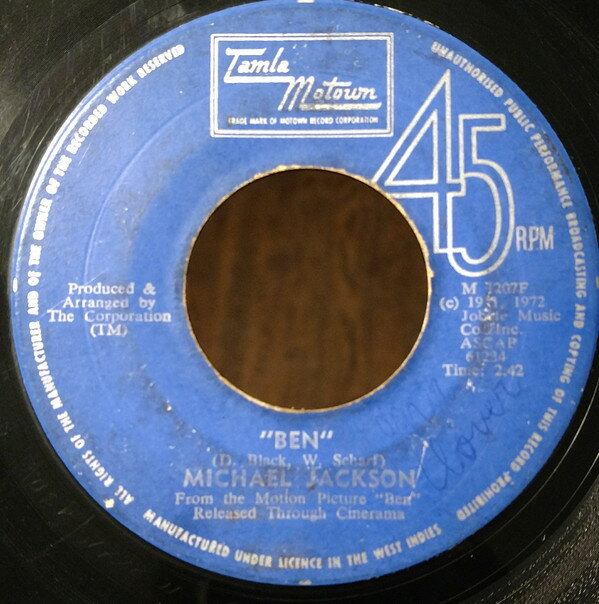 Tamla
Motown
TRADE MARK OF MOTOWN RECORD CORPORATION
45
RPM
ALL RIGHTS OF THE MANUFACTURER AND OF THE OWNER OF THE RECORDED WORK RESERVED
UNAUTHORISED PUBLIC PERFORMANCE BROADCASTING AND COPYING OF THIS RECORD PROHIBITED
Produced &
Arranged by
The Corporation
(TM)
M 1207F
(c) 1971, 1972
Jobete Music
Co. Inc.
ASCAP
61234
Time: 2.42
A
"BEN"
(D. Black, W. Scharf)
MICHAEL JACKSON
From the Motion Picture "Ben"
Released Through Cinerama
MANUFACTURED UNDER LICENCE IN THE WEST INDIES